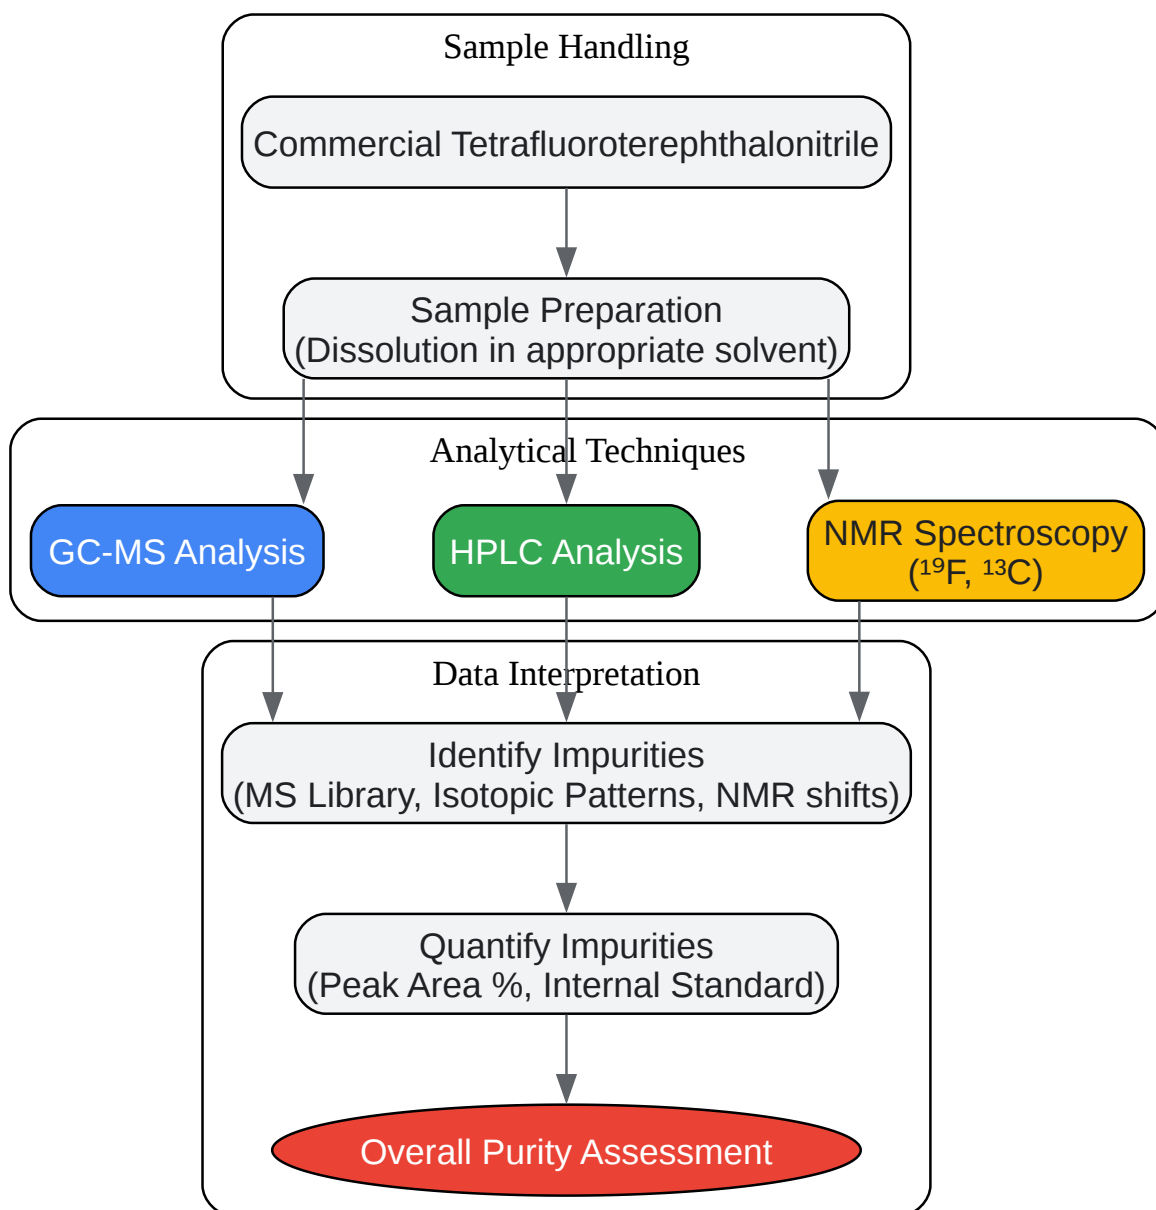 Sample Handling
Commercial Tetrafluoroterephthalonitrile
Sample Preparation
(Dissolution in appropriate solvent)
Analytical Techniques
GC-MS Analysis
HPLC Analysis
NMR Spectroscopy
(¹⁹F, ¹³C)
Data Interpretation
Identify Impurities
(MS Library, Isotopic Patterns, NMR shifts)
Quantify Impurities
(Peak Area %, Internal Standard)
Overall Purity Assessment